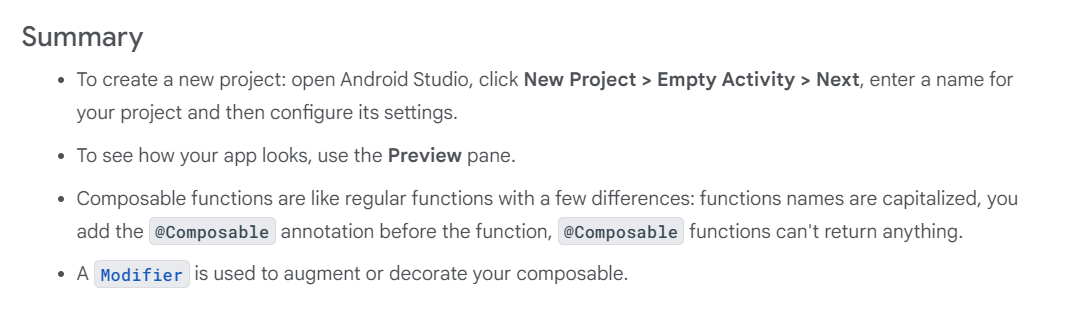 Summary
• To create a new project: open Android Studio, click New Project > Empty Activity > Next, enter a name for
your project and then configure its settings.
• To see how your app looks, use the Preview pane.
• Composable functions are like regular functions with a few differences: functions names are capitalized, you
add the @Composable annotation before the function, @Composable functions can't return anything.
• A Modifier is used to augment or decorate your composable.